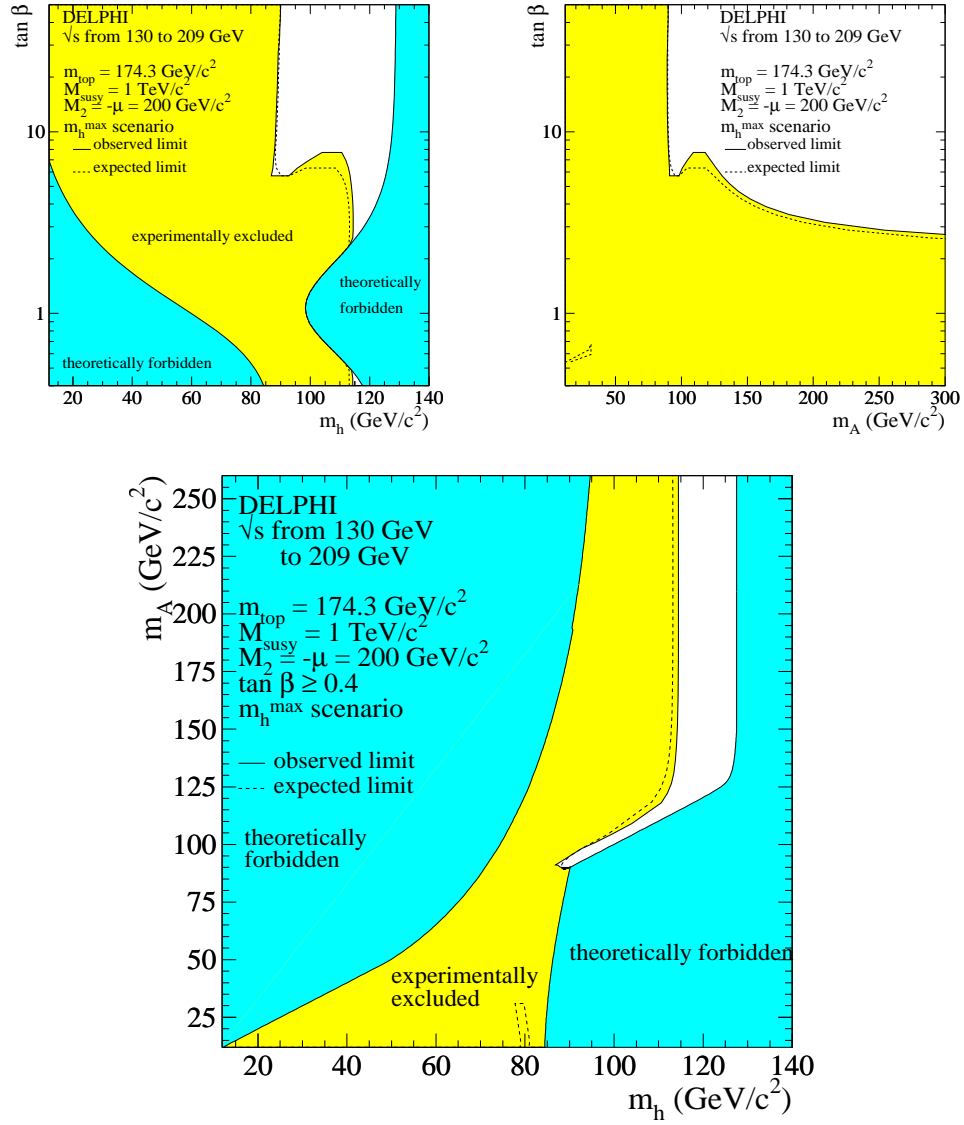 tan β
DELPHI
√s from 130 to 209 GeV
m_top = 174.3 GeV/c²
M_susy = 1 TeV/c²
M₂ = -μ = 200 GeV/c²
m_h^max scenario
observed limit
expected limit
experimentally excluded
theoretically forbidden
theoretically
forbidden
10
1
20 40 60 80 100 120 140
m_h (GeV/c²)
tan β
DELPHI
√s from 130 to 209 GeV
m_top = 174.3 GeV/c²
M_susy = 1 TeV/c²
M₂ = -μ = 200 GeV/c²
m_h^max scenario
observed limit
expected limit
10
1
50 100 150 200 250 300
m_A (GeV/c²)
m_A (GeV/c²)
250
225
200
175
150
125
100
75
50
25
DELPHI
√s from 130 GeV
to 209 GeV
m_top = 174.3 GeV/c²
M_susy = 1 TeV/c²
M₂ = -μ = 200 GeV/c²
tan β ≥ 0.4
m_h^max scenario
observed limit
expected limit
theoretically
forbidden
experimentally
excluded
theoretically forbidden
20 40 60 80 100 120 140
m_h (GeV/c²)